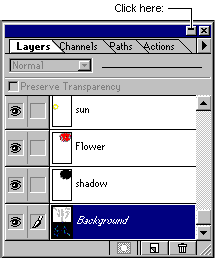 Click here:
Layers Channels Paths Actions
Normal
Preserve Transparency
sun
Flower
shadow
Background